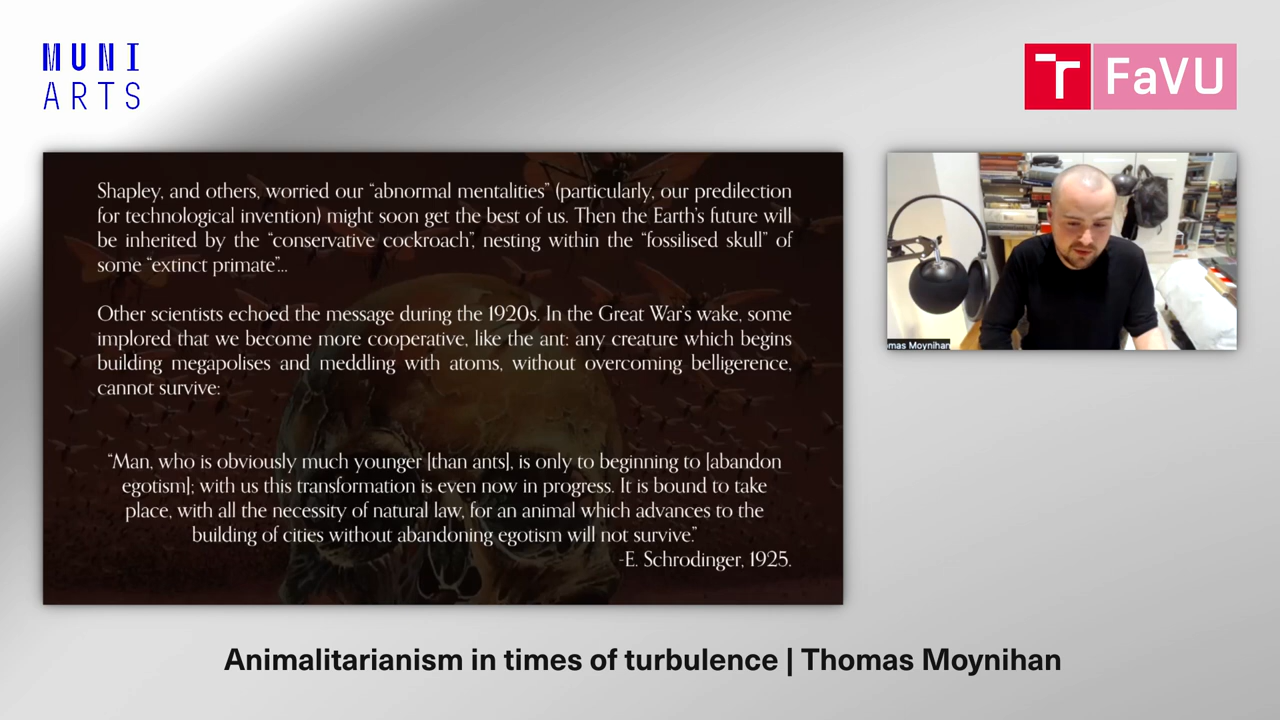 MUNI
ARTS
FaVU
Shapley, and others, worried our “abnormal mentalities” (particularly, our predilection
for technological invention) might soon get the best of us. Then the Earth’s future will
be inherited by the “conservative cockroach”, nesting within the “fossilised skull” of
some “extinct primate”...
Other scientists echoed the message during the 1920s. In the Great War’s wake, some
implored that we become more cooperative, like the ant: any creature which begins
building megapolises and meddling with atoms, without overcoming belligerence,
cannot survive:
“Man, who is obviously much younger [than ants], is only to beginning to [abandon
egotism]; with us this transformation is even now in progress. It is bound to take
place, with all the necessity of natural law, for an animal which advances to the
building of cities without abandoning egotism will not survive.”
-E. Schrodinger, 1925.
omas Moynihan
Animalitarianism in times of turbulence | Thomas Moynihan